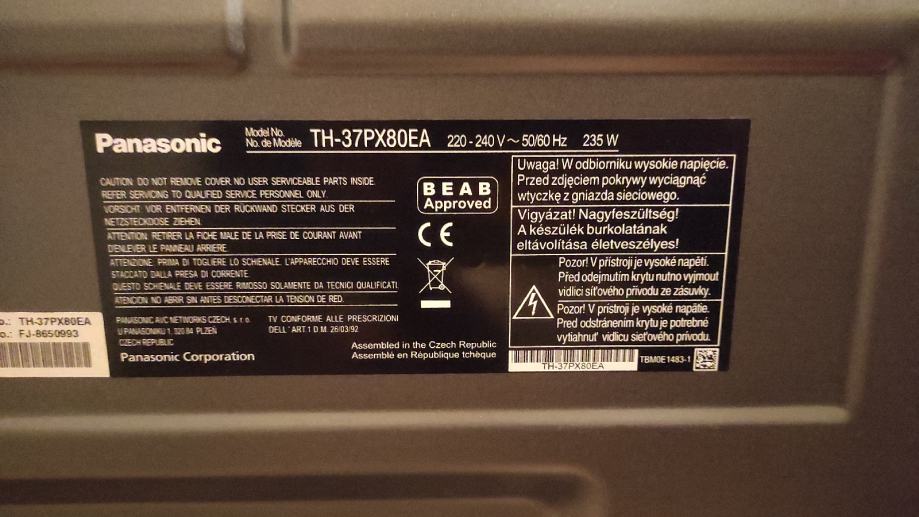 Panasonic
Model No.
No. de Modèle
TH-37PX80EA 220 - 240 V ~ 50/60 Hz 235 W
CAUTION DO NOT REMOVE COVER. NO USER SERVICEABLE PARTS INSIDE.
REFER SERVICING TO QUALIFIED SERVICE PERSONNEL ONLY
VORSICHT. VOR ENTFERNEN DER RÜCKWAND STECKER AUS DER
NETZSTECKDOSE ZIEHEN.
ATTENTION. RETIRER LA FICHE MALE DE LA PRISE DE COURANT AVANT
D'ENLEVER LE PANNEAU ARRIERE.
ATTENZIONE. PRIMA DI TOGLIERE LO SCHIENALE. L'APPARECCHIO DEVE ESSERE
STACCATO DALLA PRESA DI CORRENTE.
QUESTO SCHIENALE DEVE ESSERE RIMOSSO SOLAMENTE DA TECNICI QUALIFICATI.
ATENCION NO ABRIR SIN ANTES DESCONECTAR LA TENSION DE RED.
PANASONIC AVC NETWORKS CZECH, s. r. o.
U PANASONIKU 1, 320 84 PLZEŇ
CZECH REPUBLIC
TV CONFORME ALLE PRESCRIZIONI
DELL' ART. 1 D M. 26/03/92
Panasonic Corporation
Assembled in the Czech Republic
Assemblé en République tchèque
BEAB
Approved
CE
Uwaga! W odbiorniku wysokie napięcie.
Przed zdjęciem pokrywy wyciągnąć
wtyczkę z gniazda sieciowego.
Vigyázat! Nagyfeszültség!
A készülék burkolatának
eltávolítása életveszélyes!
Pozor! V přístroji je vysoké napětí.
Před odejmutím krytu nutno vyjmout
vidlici síťového přívodu ze zásuvky.
Pozor! V prístroji je vysoké napätie.
Pred odstránením krytu je potrebné
vytiahnuť vidlicu sieťového prívodu.
TH-37PX80EA
TBM0E1483-1
o.: TH-37PX80EA
o.: FJ-8650993